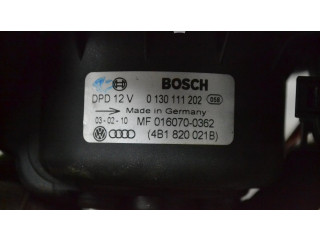 BOSCH
DPD 12 V 0 130 111 202 058
Made in Germany
03-02-10 MF 016070-0362
(4B1 820 021B)